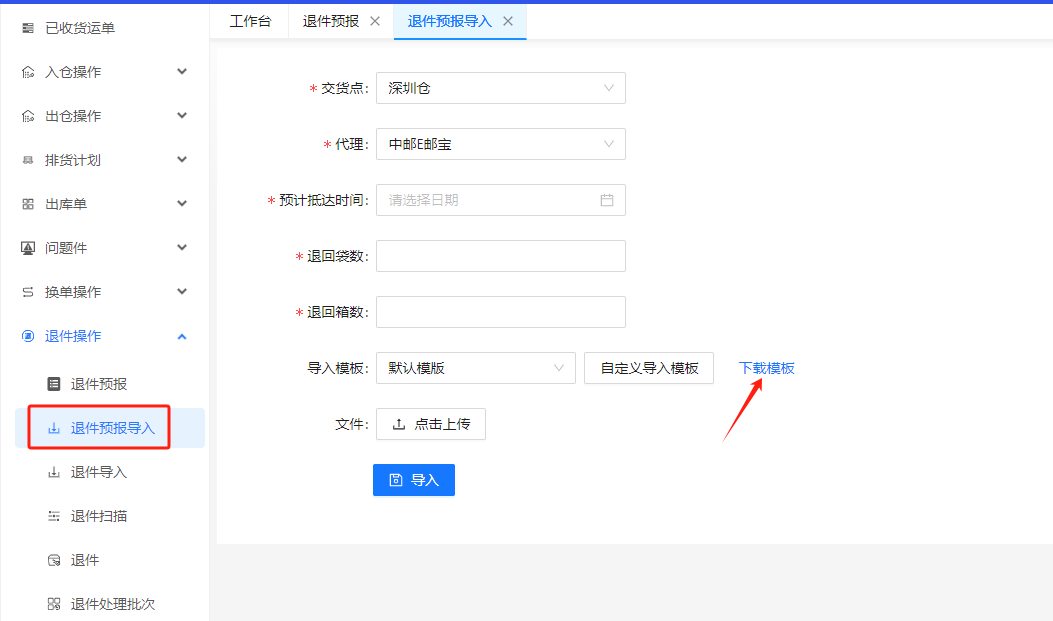 已收货运单
入仓操作
出仓操作
排货计划
出库单
问题件
换单操作
退件操作
退件预报
退件预报导入
退件导入
退件扫描
退件
退件处理批次
工作台 退件预报 退件预报导入
* 交货点: 深圳仓
* 代理: 中邮E邮宝
* 预计抵达时间: 请选择日期
* 退回袋数:
* 退回箱数:
导入模板: 默认模版 自定义导入模板 下载模板
文件: 点击上传
导入